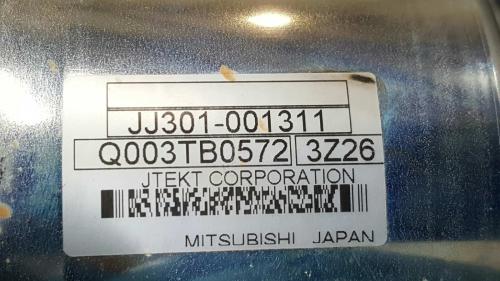 JJ301-001311
Q003TB0572 3Z26
JTEKT CORPORATION
MITSUBISHI JAPAN